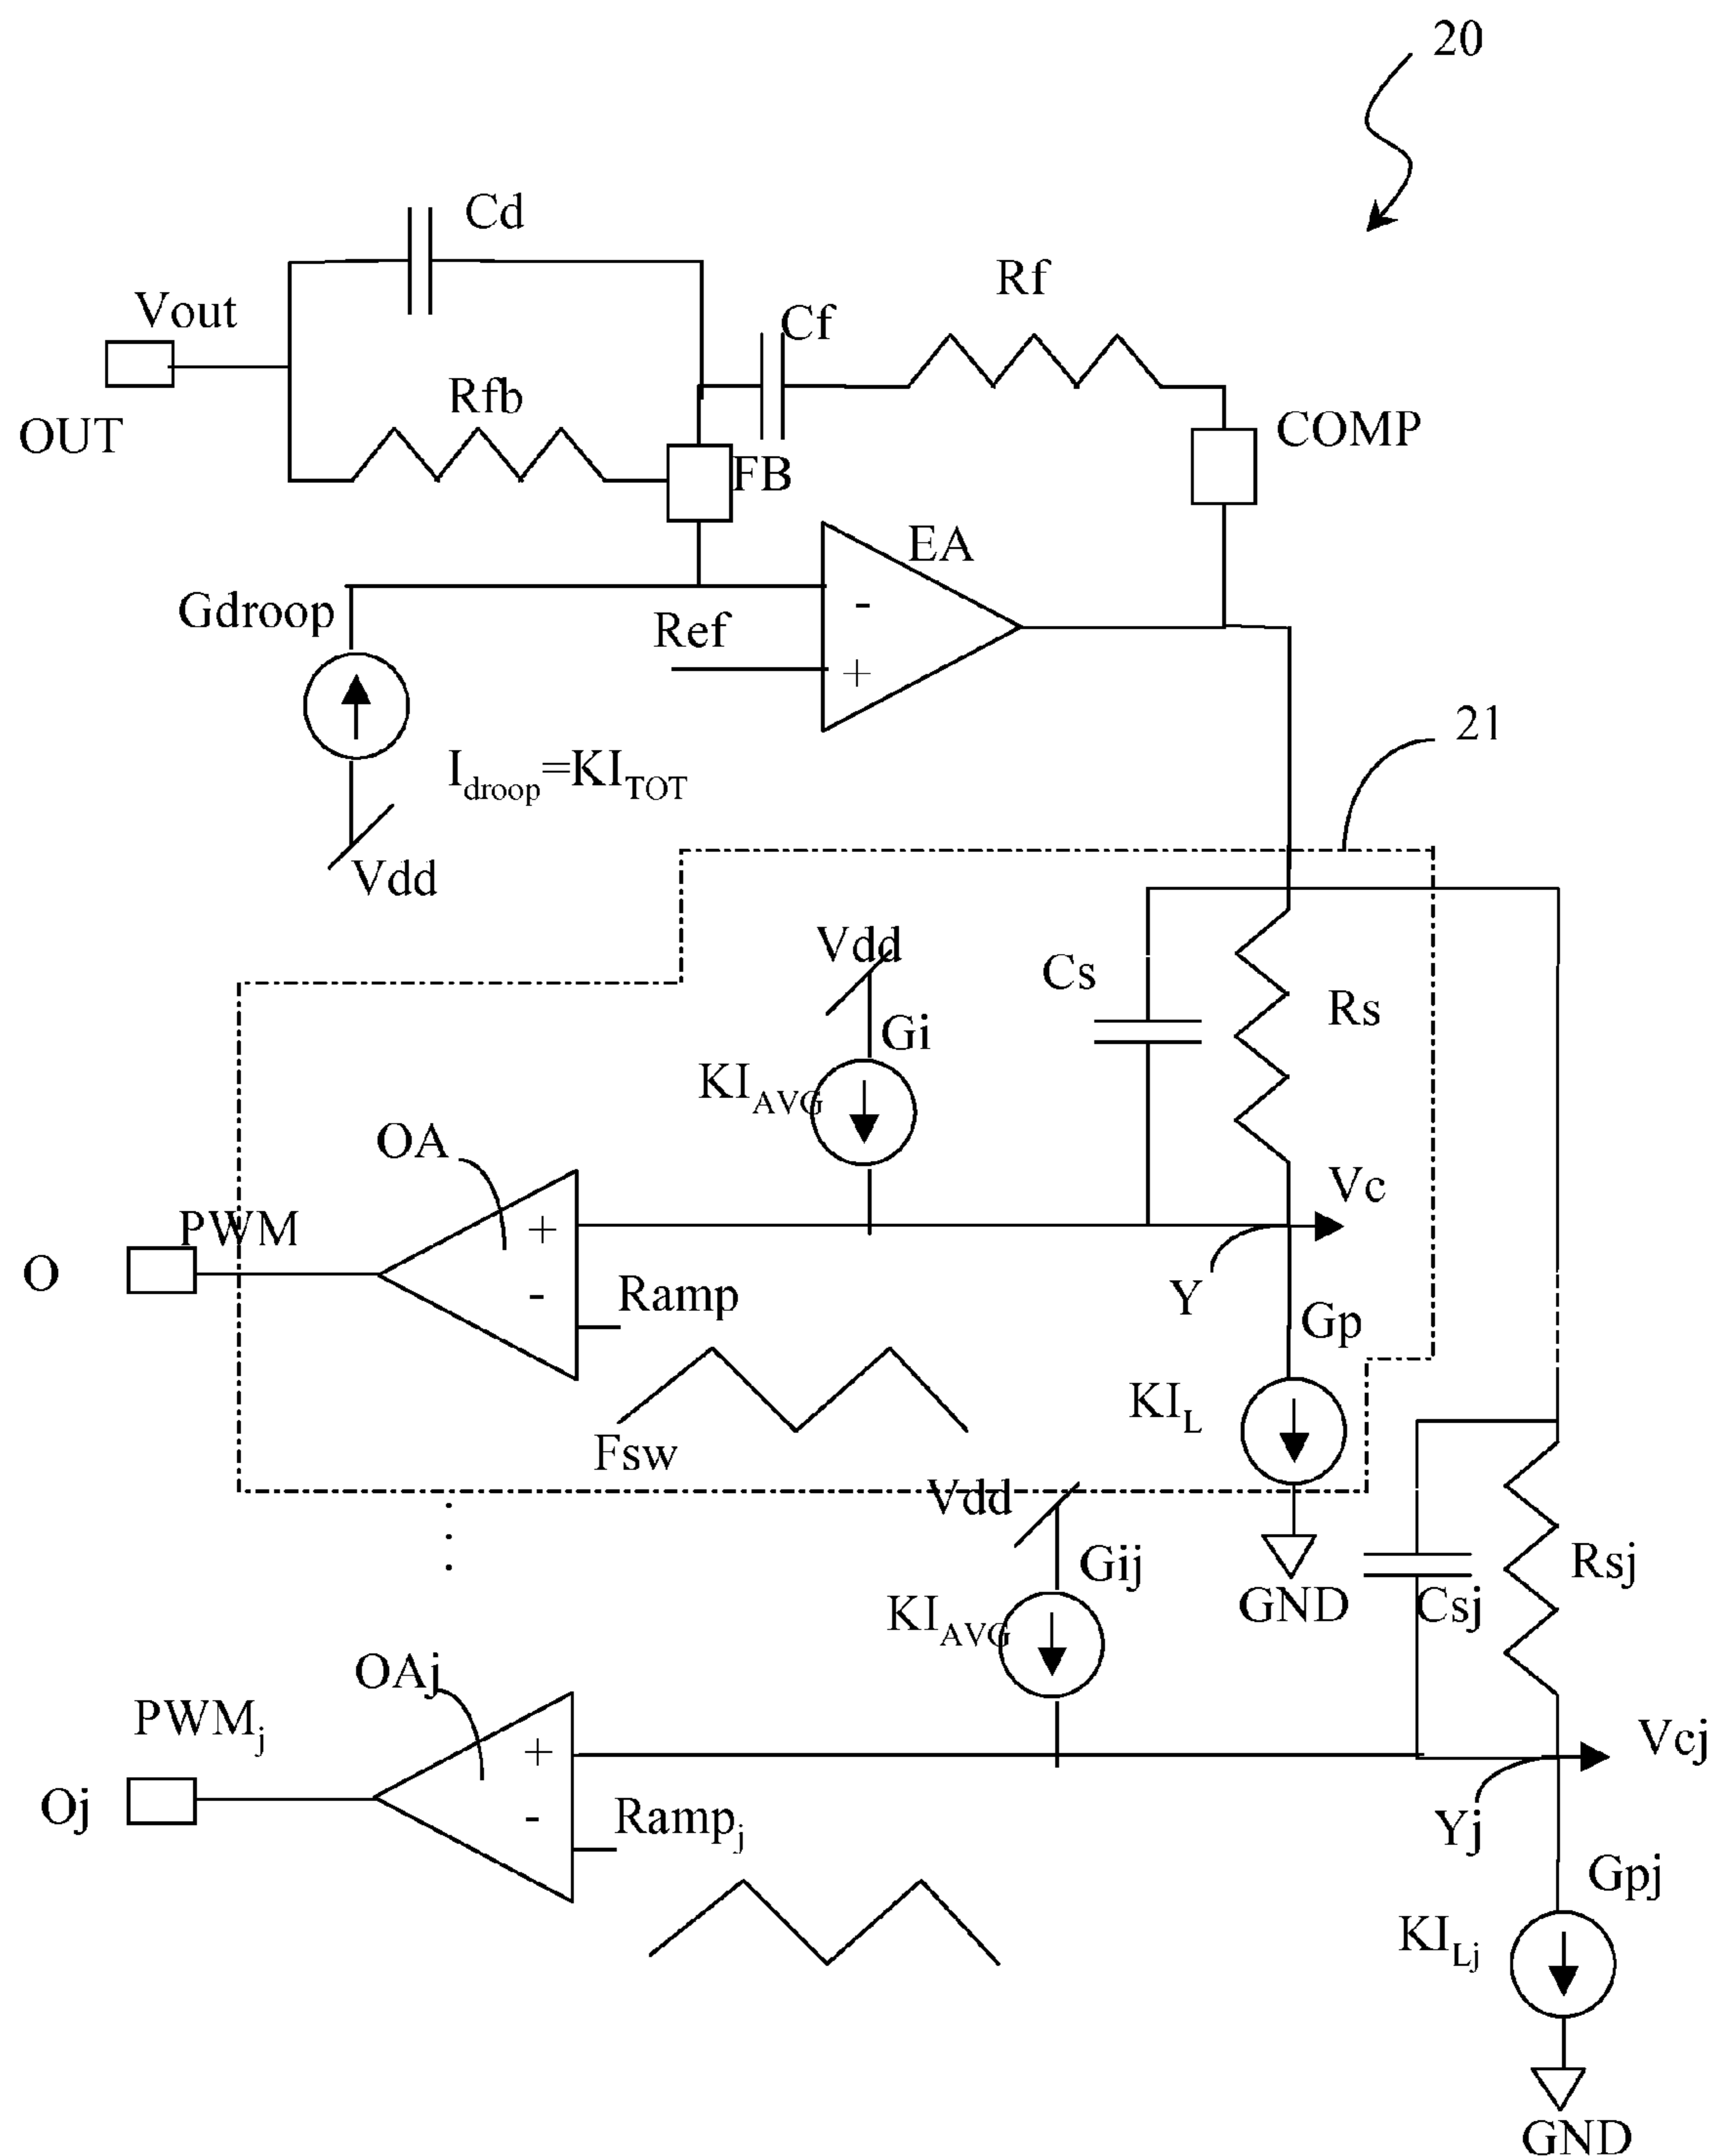 20
Cd
Vout
Rf
Cf
Rfb
OUT
COMP
FB
EA
-
Gdroop
Ref
+
21
I_droop=KI_TOT
Vdd
Vdd
Cs
Rs
Gi
KI_AVG
OA
Vc
PWM
+
O
Y
-
Ramp
Gp
KI_L
Fsw
Vdd
Gij
Rsj
GND
Csj
KI_AVG
OAj
PWM_j
+
Vcj
Oj
-
Ramp_j
Yj
Gpj
KI_Lj
GND